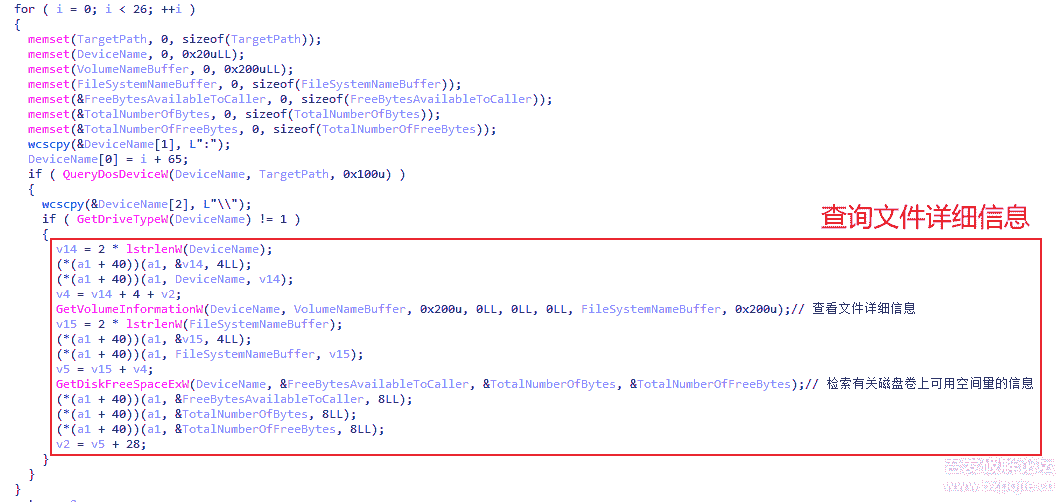 for ( i = 0; i < 26; ++i )
{
memset(TargetPath, 0, sizeof(TargetPath));
memset(DeviceName, 0, 0x20uLL);
memset(VolumeNameBuffer, 0, 0x200uLL);
memset(FileSystemNameBuffer, 0, sizeof(FileSystemNameBuffer));
memset(&FreeBytesAvailableToCaller, 0, sizeof(FreeBytesAvailableToCaller));
memset(&TotalNumberOfBytes, 0, sizeof(TotalNumberOfBytes));
memset(&TotalNumberOfFreeBytes, 0, sizeof(TotalNumberOfFreeBytes));
wcscpy(&DeviceName[1], L":");
DeviceName[0] = i + 65;
if ( QueryDosDeviceW(DeviceName, TargetPath, 0x100u) )
{
wcscpy(&DeviceName[2], L"\\");
if ( GetDriveTypeW(DeviceName) != 1 )
查询文件详细信息
{
v14 = 2 * lstrlenW(DeviceName);
(*(a1 + 40))(a1, &v14, 4LL);
(*(a1 + 40))(a1, DeviceName, v14);
v4 = v14 + 4 + v2;
GetVolumeInformationW(DeviceName, VolumeNameBuffer, 0x200u, 0LL, 0LL, 0LL, FileSystemNameBuffer, 0x200u);// 查看文件详细信息
v15 = 2 * lstrlenW(FileSystemNameBuffer);
(*(a1 + 40))(a1, &v15, 4LL);
(*(a1 + 40))(a1, FileSystemNameBuffer, v15);
v5 = v15 + v4;
GetDiskFreeSpaceExW(DeviceName, &FreeBytesAvailableToCaller, &TotalNumberOfBytes, &TotalNumberOfFreeBytes);// 检索有关磁盘卷上可用空间量的信息
(*(a1 + 40))(a1, &FreeBytesAvailableToCaller, 8LL);
(*(a1 + 40))(a1, &TotalNumberOfBytes, 8LL);
(*(a1 + 40))(a1, &TotalNumberOfFreeBytes, 8LL);
v2 = v5 + 28;
}
}
}
吾爱破解论坛
www.52pojie.cn